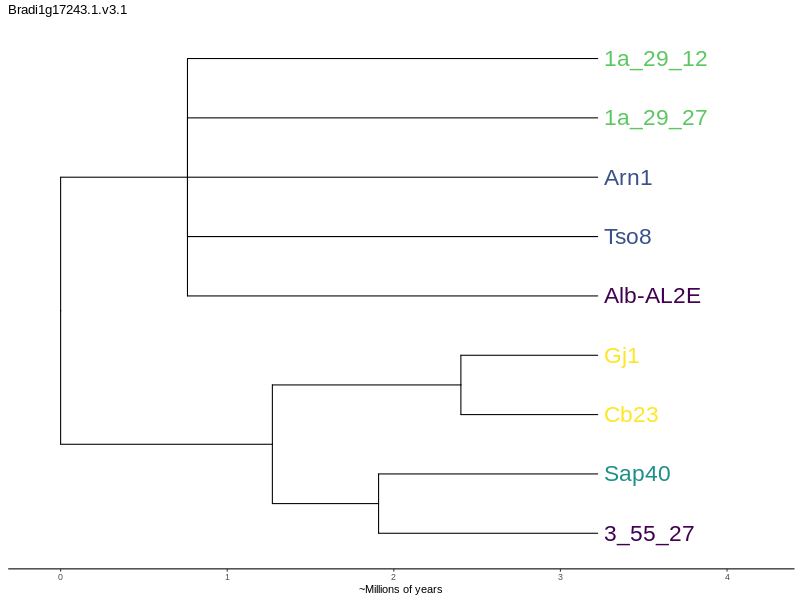 Bradi1g17243.1.v3.1
1a_29_12
1a_29_27
Arn1
Tso8
Alb-AL2E
Gj1
Cb23
Sap40
3_55_27
0 1 2 3 4
~Millions of years